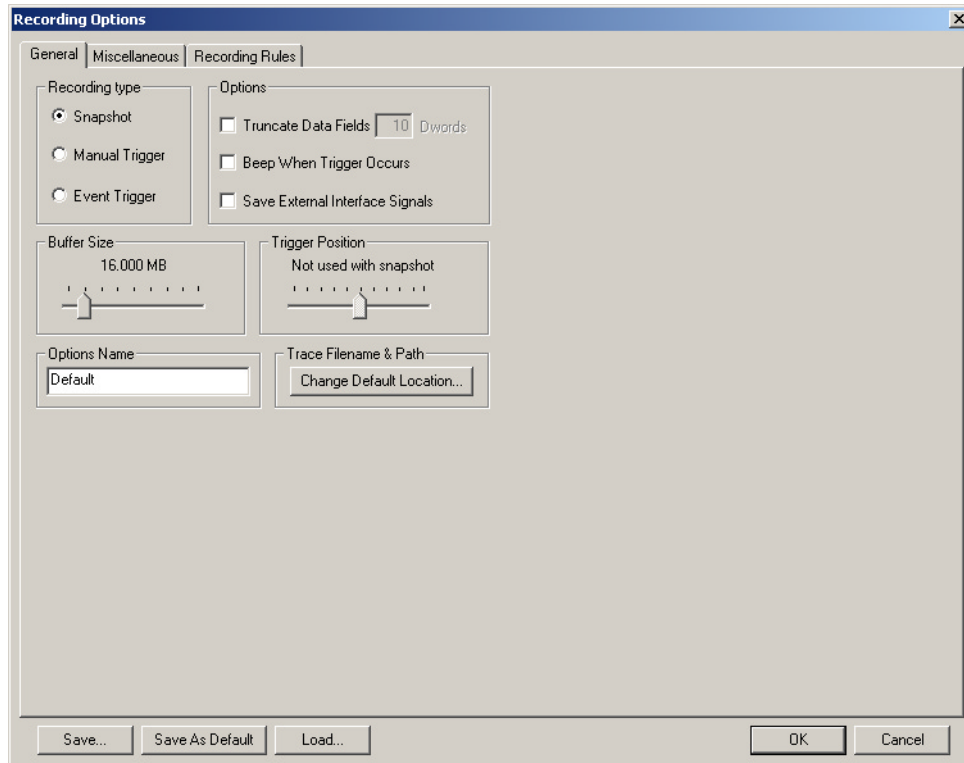 Recording Options
General Miscellaneous Recording Rules
Recording type
Snapshot
Manual Trigger
Event Trigger
Options
Truncate Data Fields 10 Dwords
Beep When Trigger Occurs
Save External Interface Signals
Buffer Size
16.000 MB
Trigger Position
Not used with snapshot
Options Name
Default
Trace Filename & Path
Change Default Location...
Save... Save As Default Load... OK Cancel